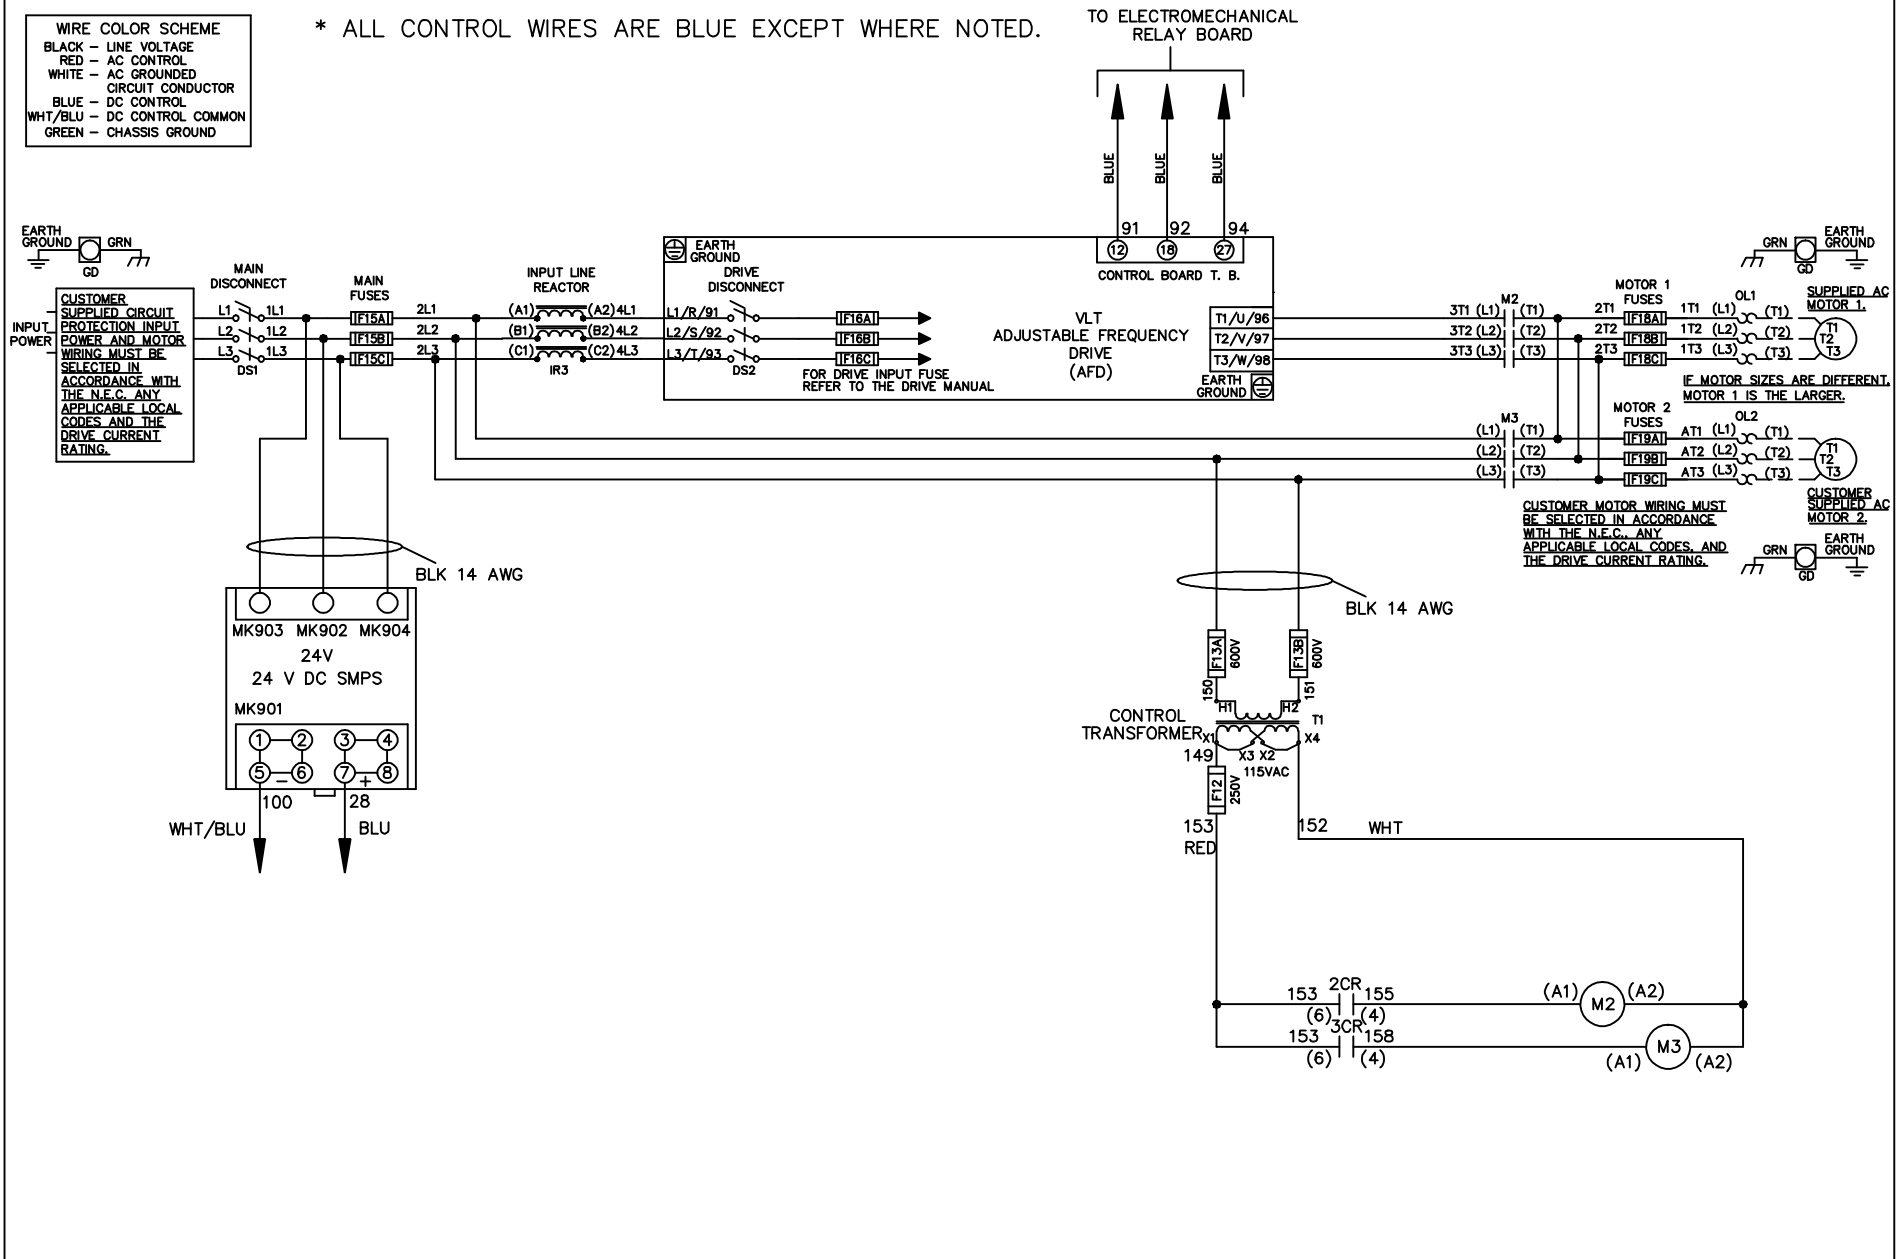 WIRE COLOR SCHEME
BLACK – LINE VOLTAGE
RED – AC CONTROL
WHITE – AC GROUNDED
CIRCUIT CONDUCTOR
BLUE – DC CONTROL
WHT/BLU – DC CONTROL COMMON
GREEN – CHASSIS GROUND
* ALL CONTROL WIRES ARE BLUE EXCEPT WHERE NOTED.
TO ELECTROMECHANICAL
RELAY BOARD
BLUE
BLUE
BLUE
91
92
94
12
18
27
CONTROL BOARD T. B.
EARTH
GROUND
GRN
GD
INPUT
POWER
CUSTOMER
SUPPLIED CIRCUIT
PROTECTION INPUT
POWER AND MOTOR
WIRING MUST BE
SELECTED IN
ACCORDANCE WITH
THE N.E.C. ANY
APPLICABLE LOCAL
CODES AND THE
DRIVE CURRENT
RATING.
MAIN
DISCONNECT
L1 1L1
L2 1L2
L3 1L3
DS1
MAIN
FUSES
F15A
F15B
F15C
2L1
2L2
2L3
INPUT LINE
REACTOR
(A1) (A2) 4L1
(B1) (B2) 4L2
(C1) (C2) 4L3
IR3
EARTH
GROUND
DRIVE
DISCONNECT
L1/R/91
L2/S/92
L3/T/93
DS2
F16A
F16B
F16C
FOR DRIVE INPUT FUSE
REFER TO THE DRIVE MANUAL
VLT
ADJUSTABLE FREQUENCY
DRIVE
(AFD)
T1/U/96
T2/V/97
T3/W/98
EARTH
GROUND
M2
3T1 (L1) (T1)
3T2 (L2) (T2)
3T3 (L3) (T3)
MOTOR 1
FUSES
2T1 F18A 1T1 (L1)
2T2 F18B 1T2 (L2)
2T3 F18C 1T3 (L3)
OL1
(T1)
(T2)
(T3)
GRN
GD
EARTH
GROUND
SUPPLIED AC
MOTOR 1.
T1
T2
T3
IF MOTOR SIZES ARE DIFFERENT,
MOTOR 1 IS THE LARGER.
M3
(L1) (T1)
(L2) (T2)
(L3) (T3)
MOTOR 2
FUSES
F19A AT1 (L1)
F19B AT2 (L2)
F19C AT3 (L3)
OL2
(T1)
(T2)
(T3)
T1
T2
T3
CUSTOMER
SUPPLIED AC
MOTOR 2.
CUSTOMER MOTOR WIRING MUST
BE SELECTED IN ACCORDANCE
WITH THE N.E.C., ANY
APPLICABLE LOCAL CODES, AND
THE DRIVE CURRENT RATING.
GRN
GD
EARTH
GROUND
BLK 14 AWG
MK903 MK902 MK904
24V
24 V DC SMPS
MK901
1 2 3 4
5 6 7 8
– +
100
28
WHT/BLU
BLU
BLK 14 AWG
F13A
600V
F13B
600V
150
151
H1
H2
T1
CONTROL
TRANSFORMER
X1
X3 X2
X4
149
115VAC
F12
250V
153
RED
152
WHT
2CR
153 155
(6) (4)
(A1) M2 (A2)
3CR
153 158
(6) (4)
(A1) M3 (A2)